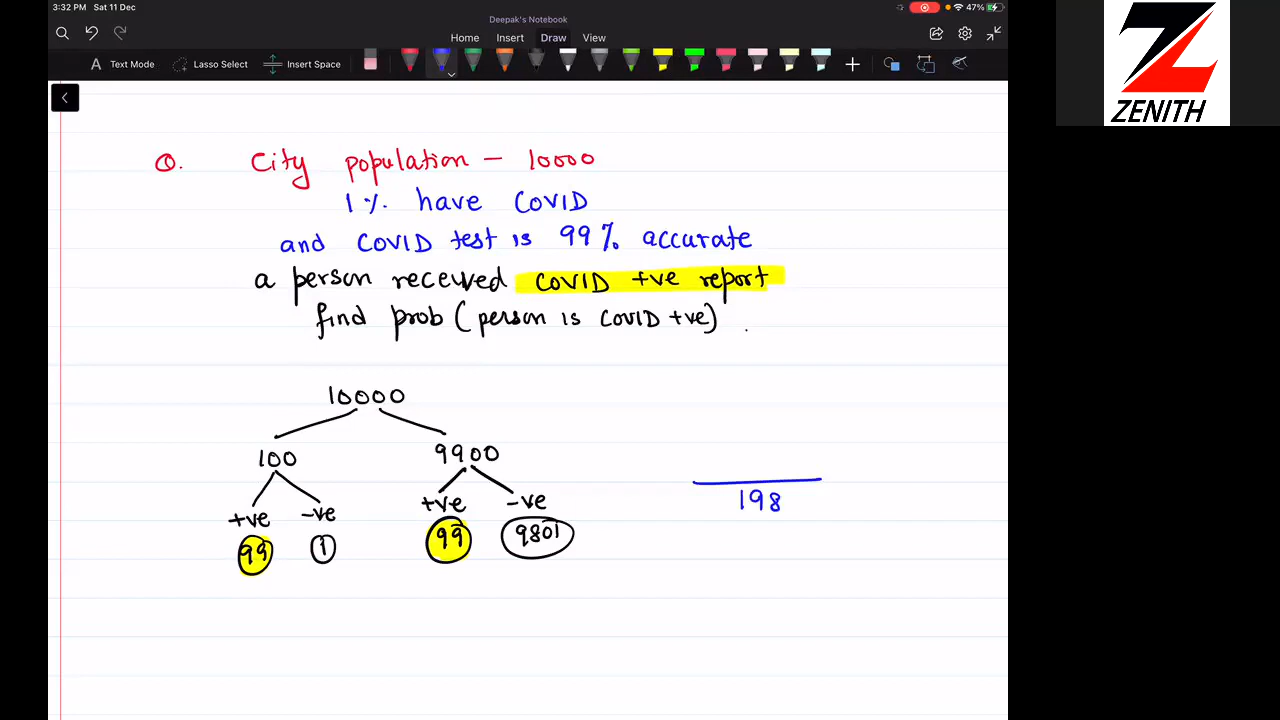 3:32 PM Sat 11 Dec
47%
Deepak's Notebook
Home Insert Draw View
Text Mode Lasso Select Insert Space
ZENITH
Q. City population - 10000
1% have COVID
and COVID test is 99% accurate
a person received COVID +ve report
find prob (person is COVID +ve)
10000
100 9900
+ve -ve +ve -ve
99 1 99 9801
198